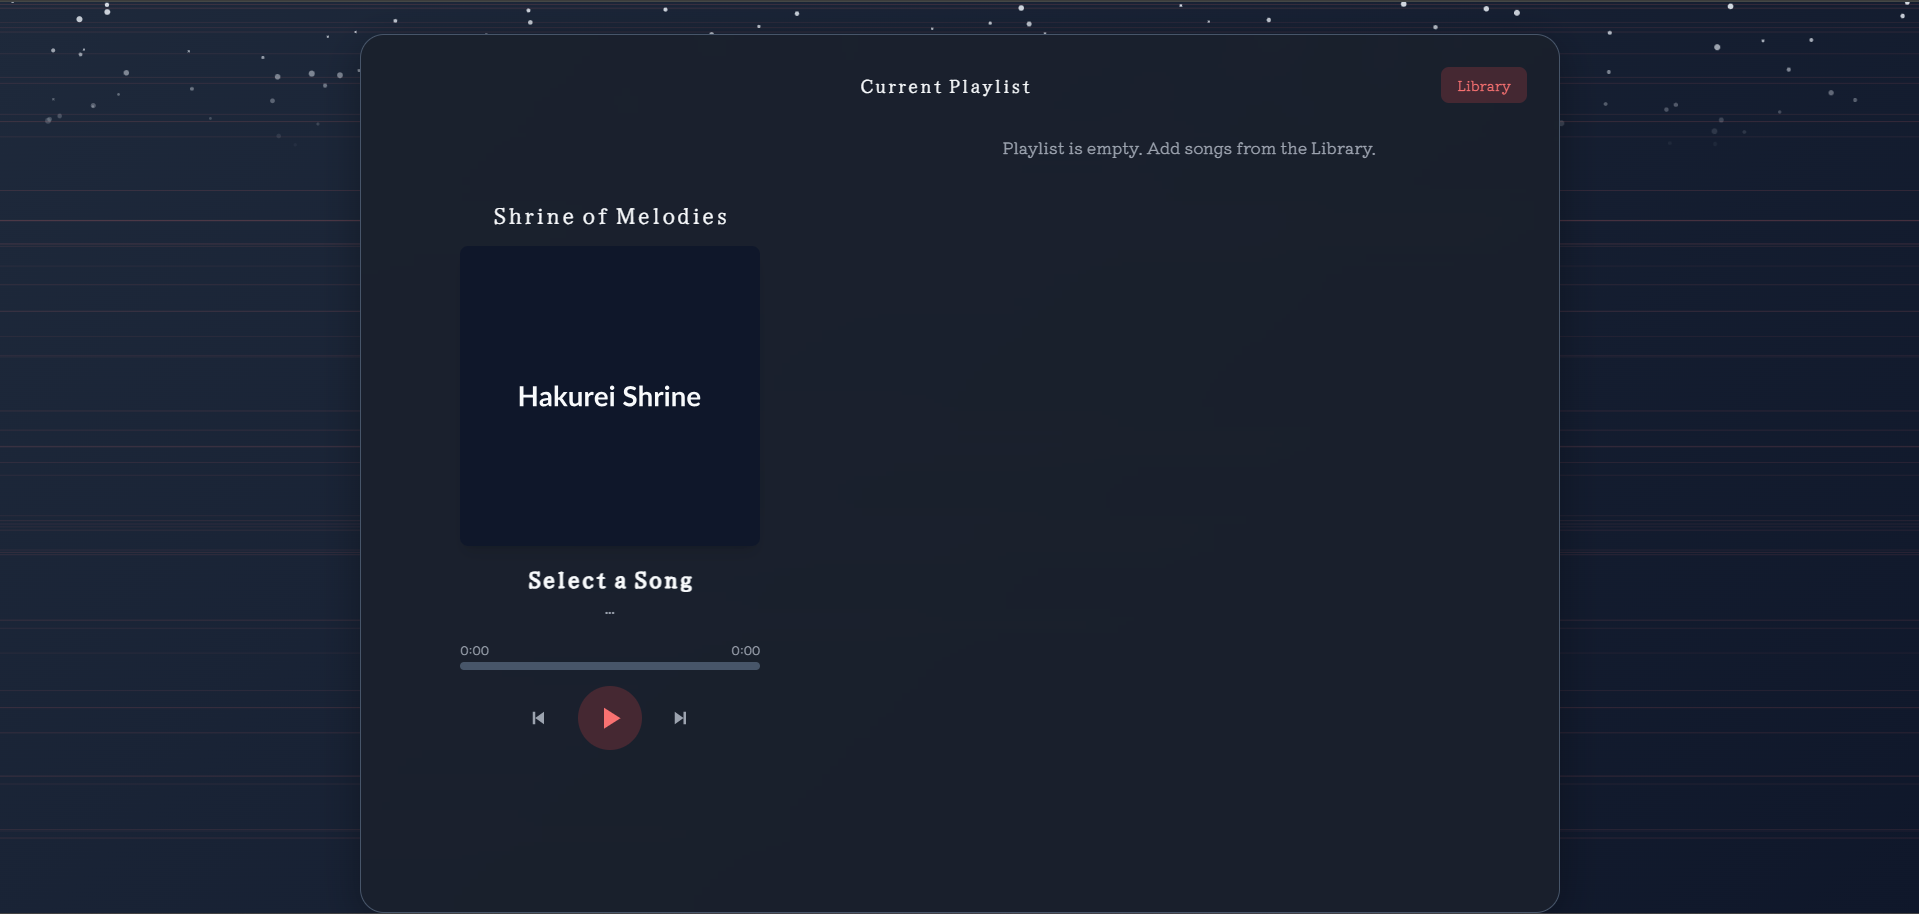 Current Playlist
Library
Playlist is empty. Add songs from the Library.
Shrine of Melodies
Hakurei Shrine
Select a Song
...
0:00 0:00